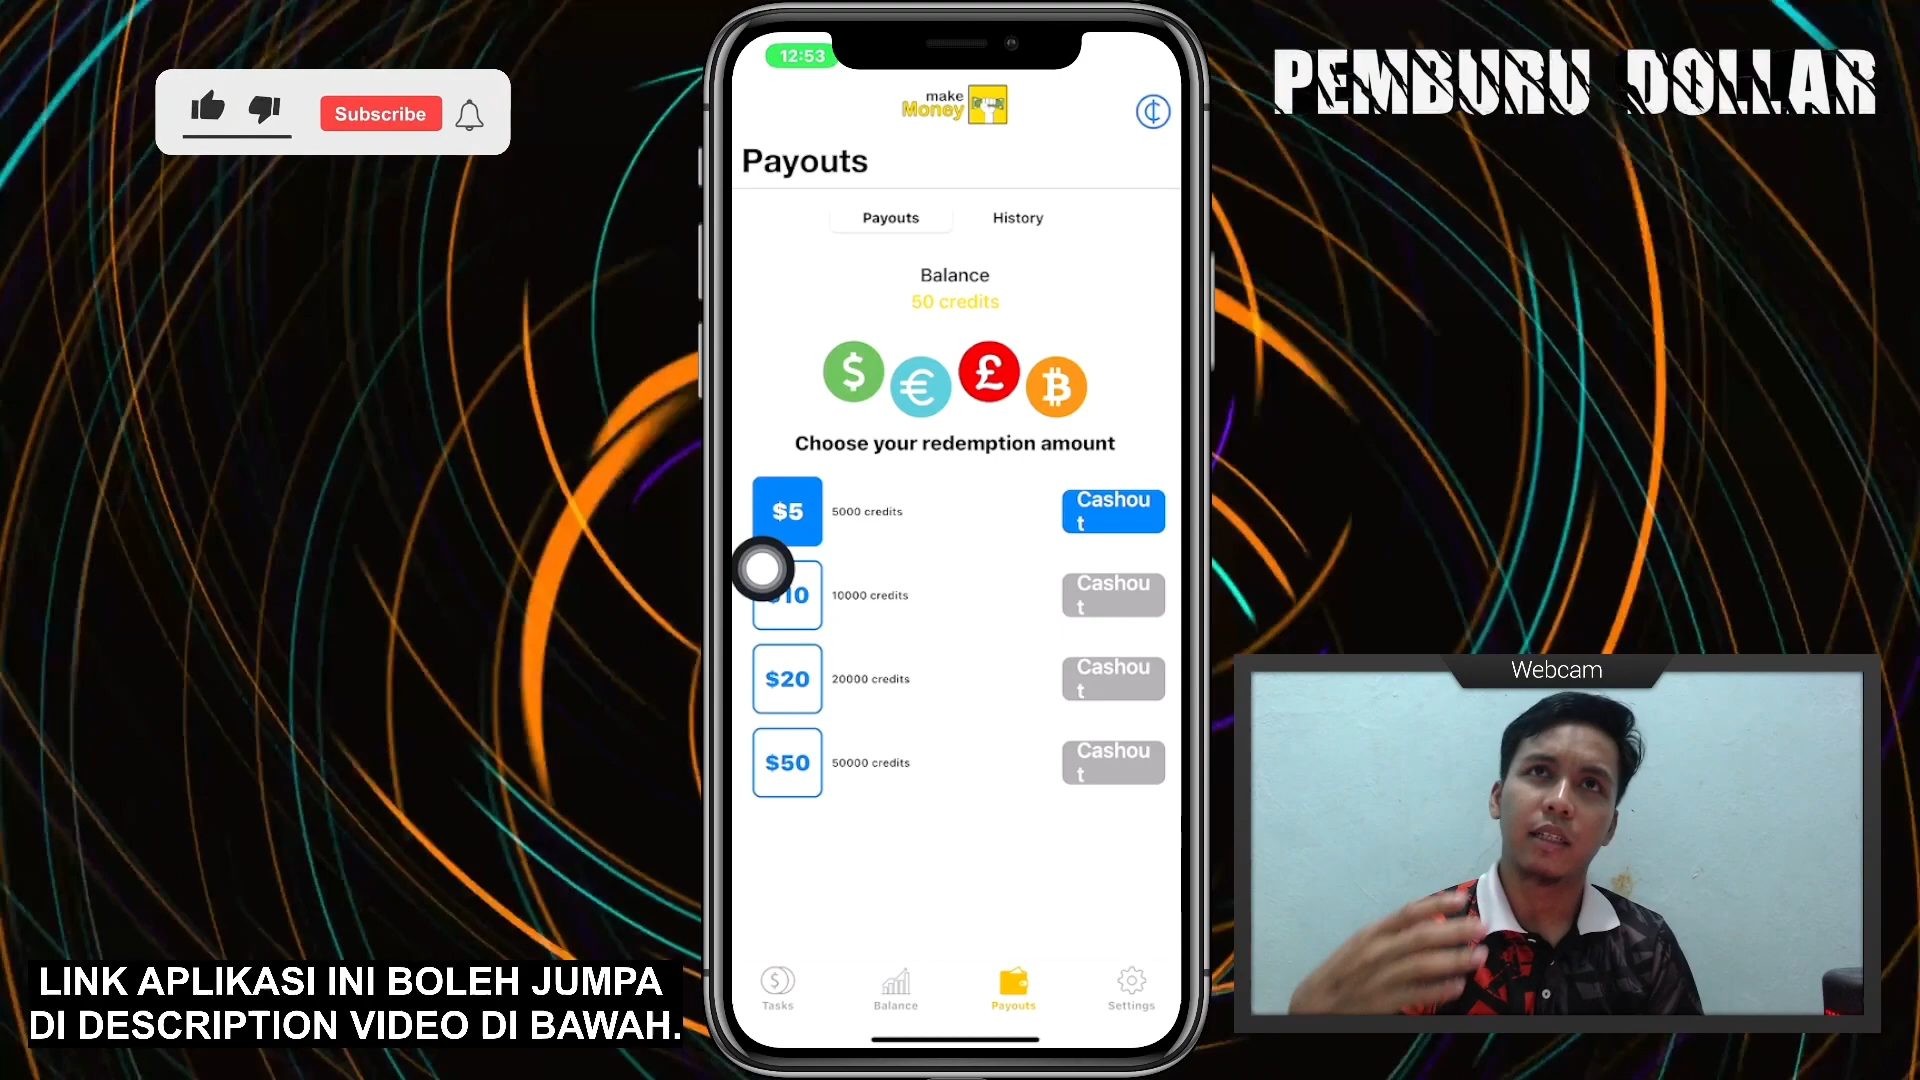 PEMBURU DOLLAR
Subscribe
12:53
make
Money
Payouts
Payouts
History
Balance
50 credits
Choose your redemption amount
$5
5000 credits
Cashou
t
10
10000 credits
Cashou
t
$20
20000 credits
Cashou
t
$50
50000 credits
Cashou
t
Tasks
Balance
Payouts
Settings
Webcam
LINK APLIKASI INI BOLEH JUMPA
DI DESCRIPTION VIDEO DI BAWAH.